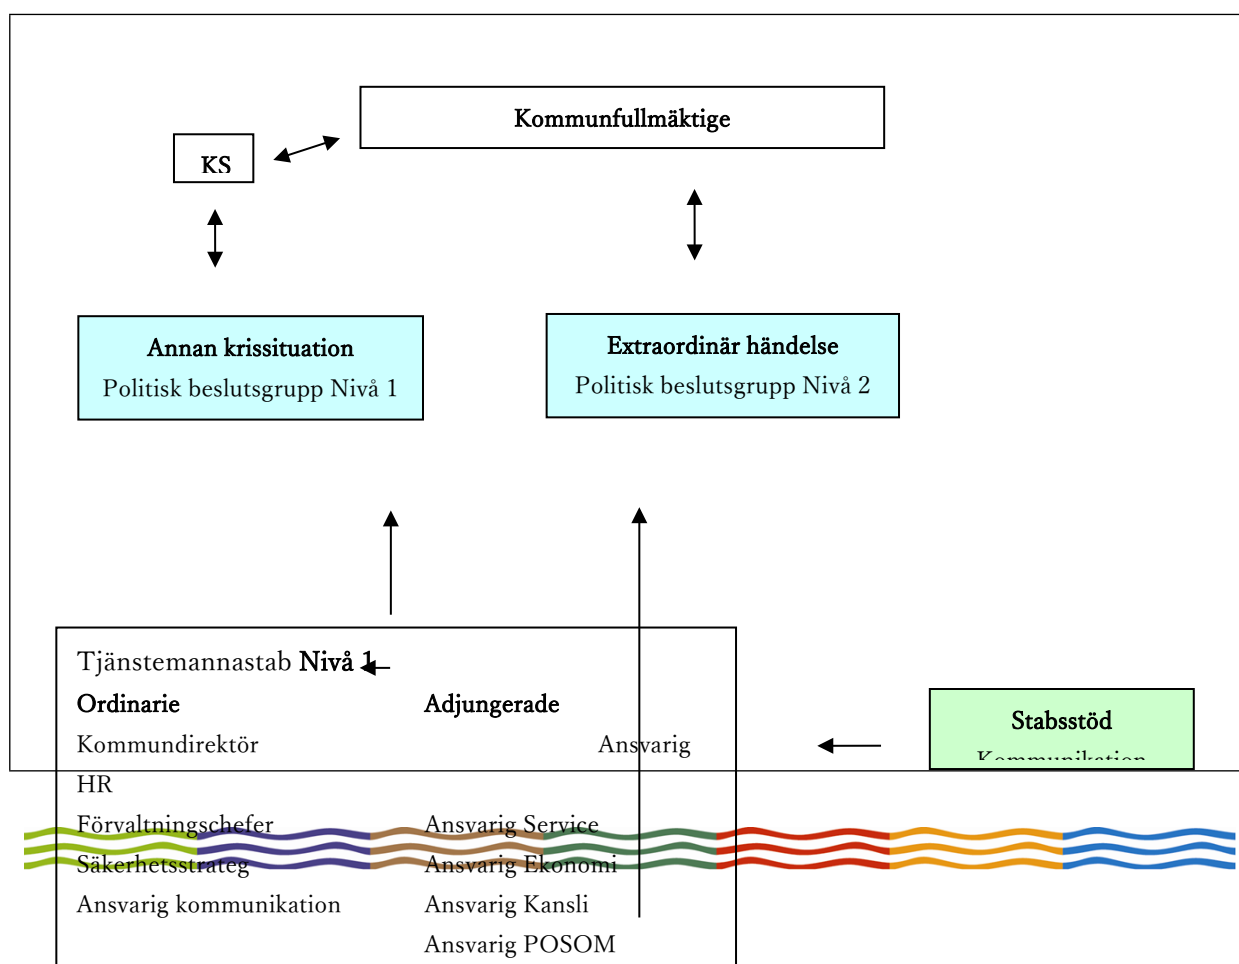 Kommunfullmäktige
KS
Annan krissituation
Politisk beslutsgrupp Nivå 1
Extraordinär händelse
Politisk beslutsgrupp Nivå 2
Tjänstemannastab Nivå 1
Ordinarie Adjungerade
Kommundirektör Ansvarig
HR
Förvaltningschefer Ansvarig Service
Säkerhetsstrateg Ansvarig Ekonomi
Ansvarig kommunikation Ansvarig Kansli
Ansvarig POSOM
Stabsstöd
Kommunikation